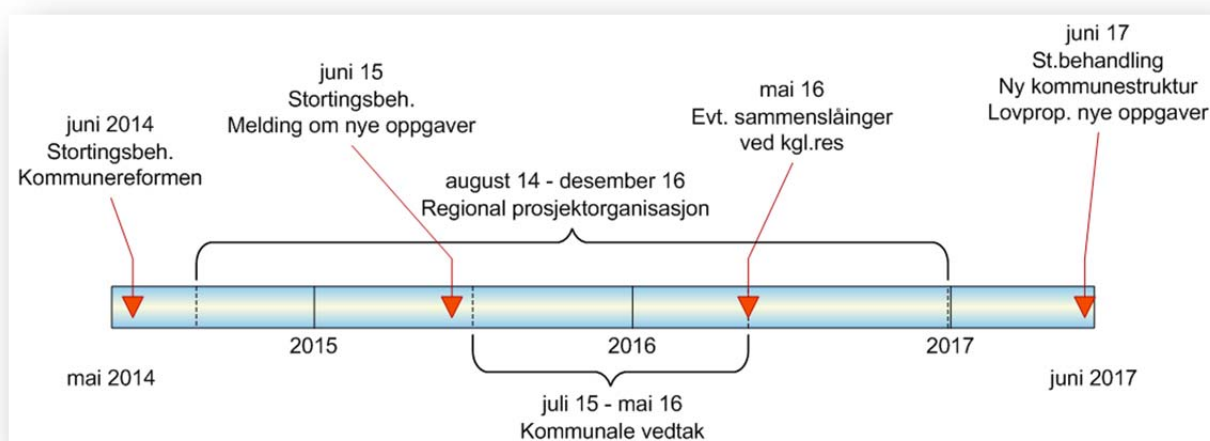 juni 2014
Stortingsbeh.
Kommunereformen
juni 15
Stortingsbeh.
Melding om nye oppgaver
august 14 - desember 16
Regional prosjektorganisasjon
mai 16
Evt. sammenslåinger
ved kgl.res
juni 17
St.behandling
Ny kommunestruktur
Lovprop. nye oppgaver
2015
2016
2017
mai 2014
juni 2017
juli 15 - mai 16
Kommunale vedtak